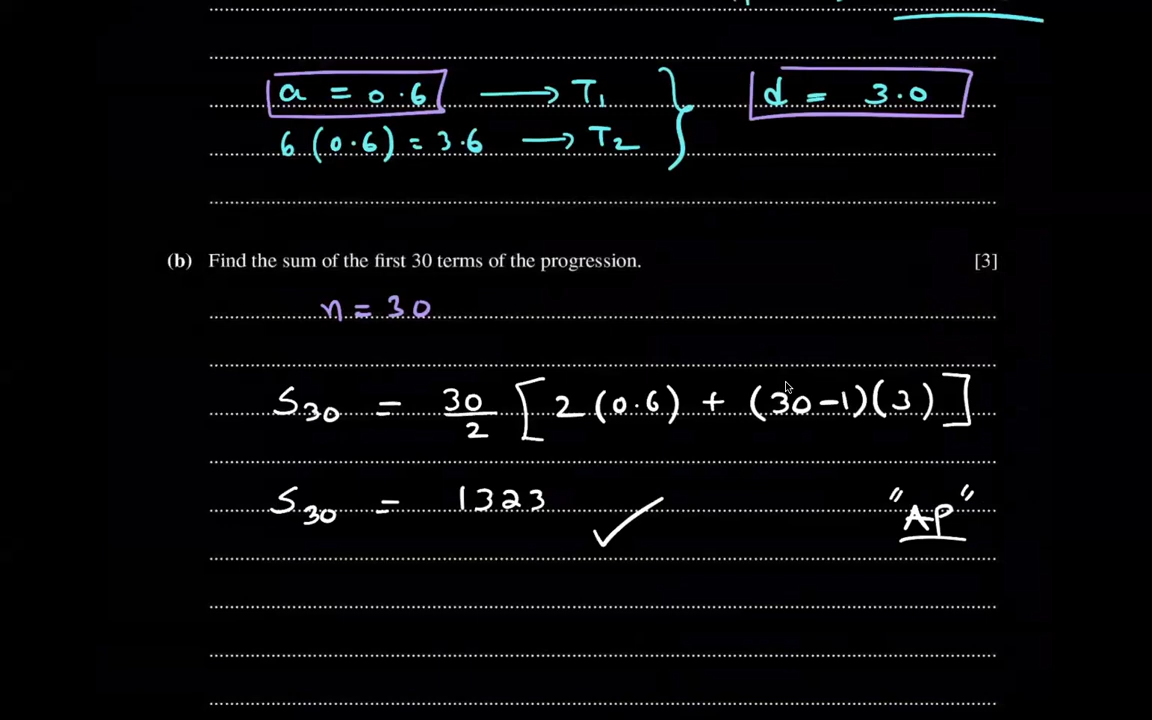 a = 0.6 ⟶ T₁ } d = 3.0
6 (0.6) = 3.6 ⟶ T₂
(b) Find the sum of the first 30 terms of the progression. [3]
n = 30
S₃₀ = 30/2 [2(0.6) + (30-1)(3)]
S₃₀ = 1323 ✓ "AP"